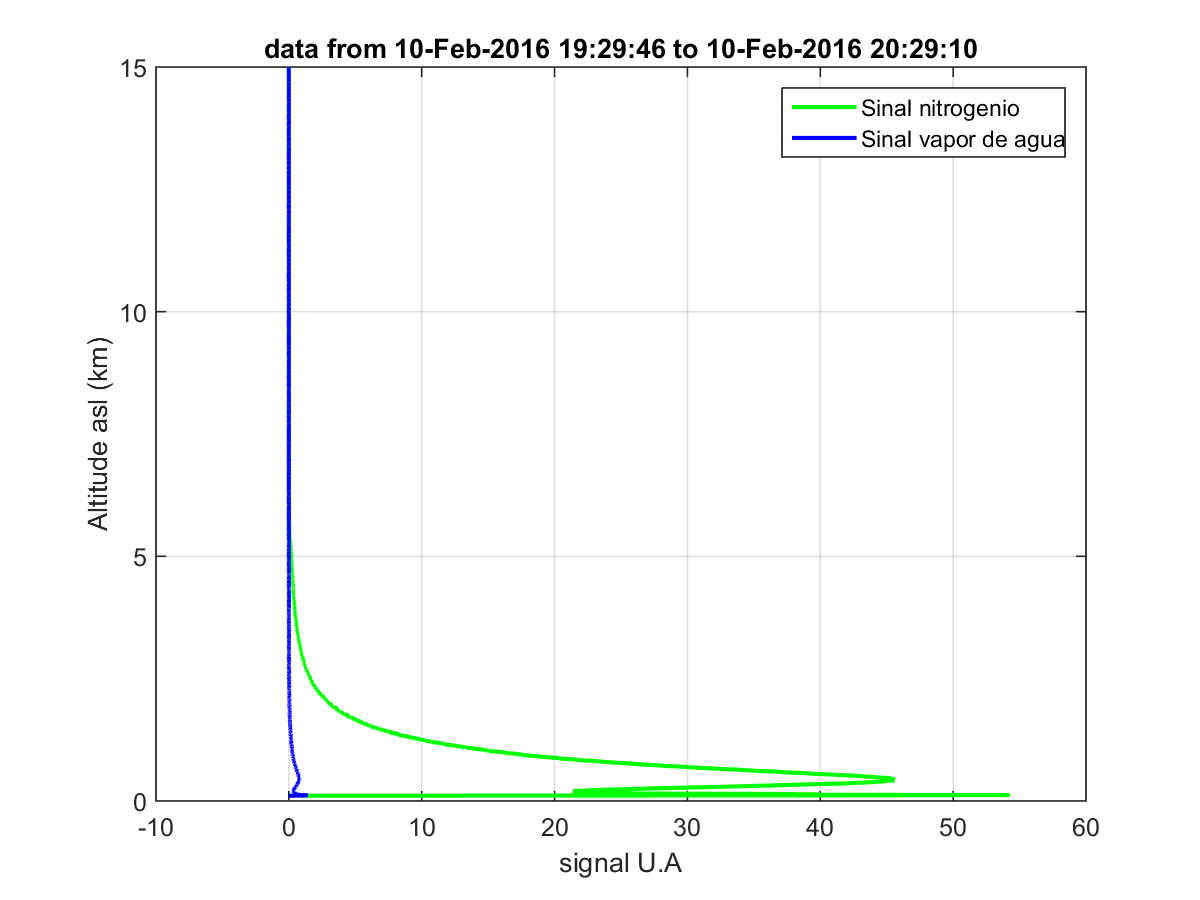 data from 10-Feb-2016 19:29:46 to 10-Feb-2016 20:29:10
15
Sinal nitrogenio
Sinal vapor de agua
10
Altitude asl (km)
5
0
-10 0 10 20 30 40 50 60
signal U.A